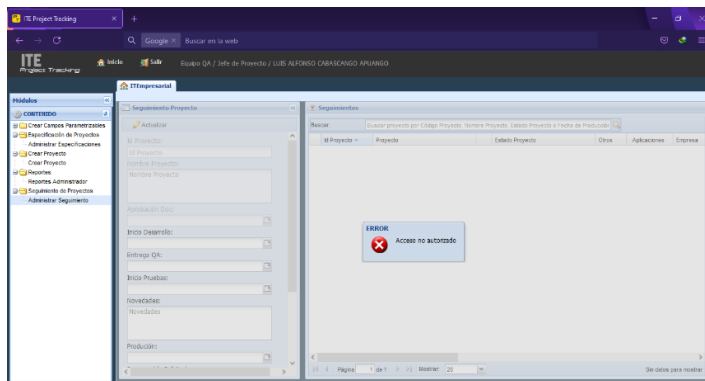 ITE Project Tracking
Google
Buscar en la web
ITE
Project Tracking
Inicio
Salir
Equipo QA / Jefe de Proyecto / LUIS ALFONSO CABASCANGO APUANGO
ITEmpresarial
Módulos
CONTENIDO
Crear Campos Parametrizables
Especificación de Proyectos
Administrar Especificaciones
Crear Proyecto
Crear Proyecto
Reportes
Reportes Administrador
Seguimiento de Proyectos
Administrar Seguimiento
Seguimiento Proyecto
Actualizar
Id Proyecto:
Id Proyecto
Nombre Proyecto:
Nombre Proyecto
Aprobación Doc:
Inicio Desarrollo:
Entrega QA:
Inicio Pruebas:
Novedades:
Novedades
Producción:
Seguimientos
Buscar
Buscar proyecto por Código Proyecto, Nombre Proyecto, Estado Proyecto o Fecha de Producción
Id Proyecto
Proyecto
Estado Proyecto
Otros
Aplicaciones
Empresa
ERROR
Acceso no autorizado
Página 1 de 1
Mostrar 20
Sin datos para mostrar